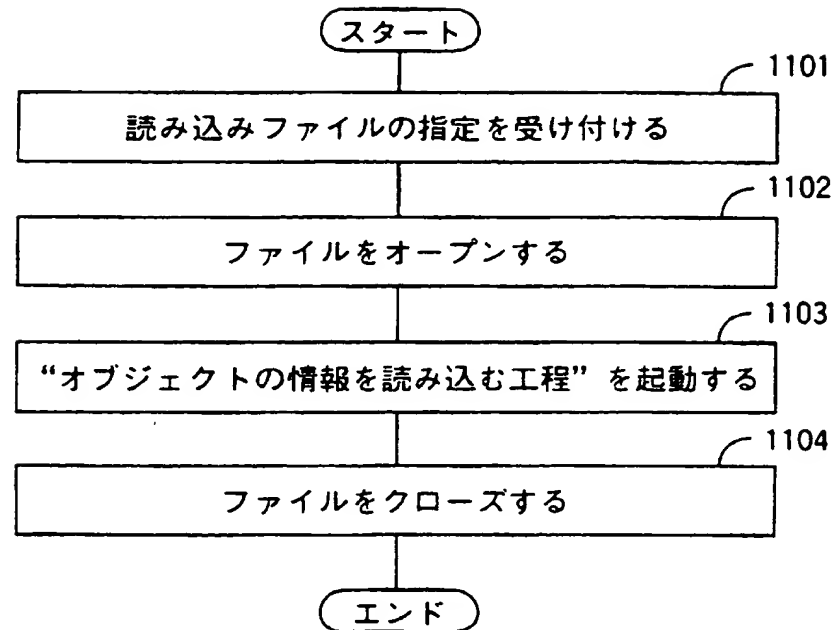 スタート
1101
読み込みファイルの指定を受け付ける
1102
ファイルをオープンする
1103
“オブジェクトの情報を読み込む工程”を起動する
1104
ファイルをクローズする
エンド